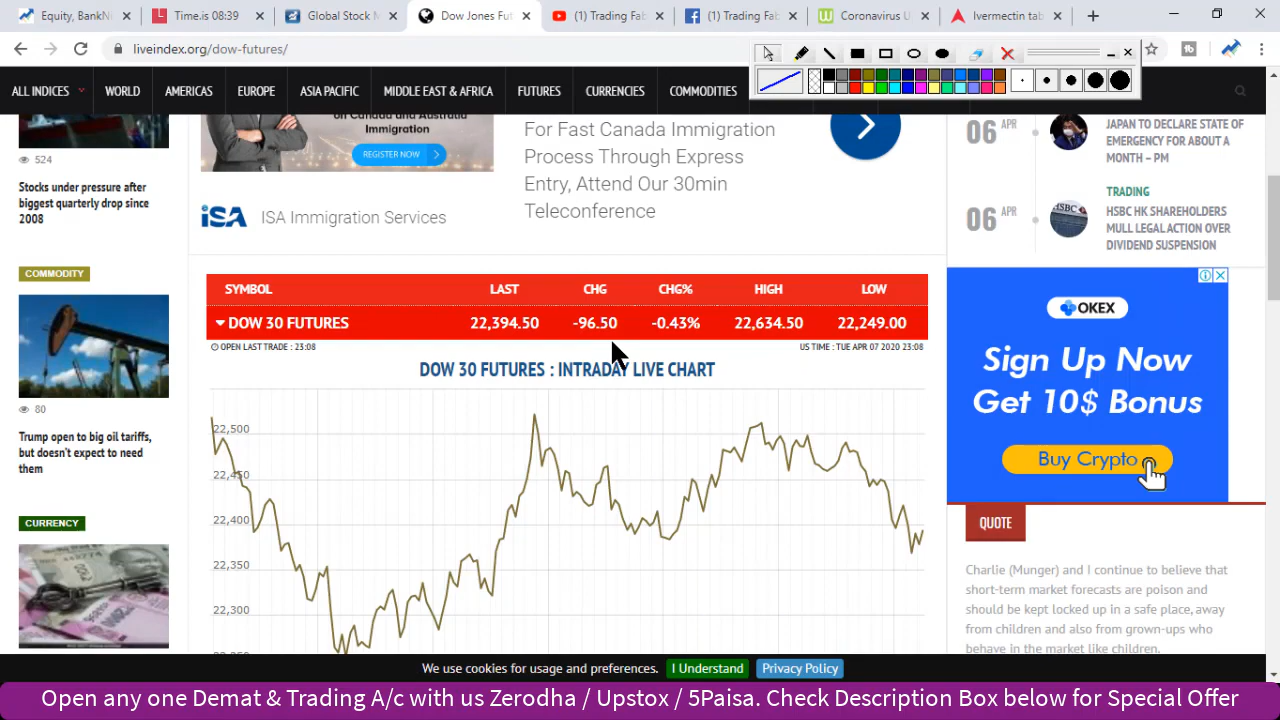 Equity, BankNi
Time.is 08:39
Global Stock M
Dow Jones Fut
(1) Trading Fab
(1) Trading Fab
Coronavirus U
Ivermectin tab
liveindex.org/dow-futures/
ALL INDICES
WORLD
AMERICAS
EUROPE
ASIA PACIFIC
MIDDLE EAST & AFRICA
FUTURES
CURRENCIES
COMMODITIES
524
Stocks under pressure after
biggest quarterly drop since
2008
COMMODITY
80
Trump open to big oil tariffs,
but doesn't expect to need
them
CURRENCY
on Canada and Australia
Immigration
REGISTER NOW
For Fast Canada Immigration
Process Through Express
Entry, Attend Our 30min
Teleconference
iSA
ISA Immigration Services
SYMBOL LAST CHG CHG% HIGH LOW
DOW 30 FUTURES 22,394.50 -96.50 -0.43% 22,634.50 22,249.00
OPEN LAST TRADE : 23:08
US TIME : TUE APR 07 2020 23:08
DOW 30 FUTURES : INTRADAY LIVE CHART
22,500
22,450
22,400
22,350
22,300
06 APR
JAPAN TO DECLARE STATE OF
EMERGENCY FOR ABOUT A
MONTH – PM
06 APR
TRADING
HSBC HK SHAREHOLDERS
MULL LEGAL ACTION OVER
DIVIDEND SUSPENSION
OKEX
Sign Up Now
Get 10$ Bonus
Buy Crypto
QUOTE
Charlie (Munger) and I continue to believe that
short-term market forecasts are poison and
should be kept locked up in a safe place, away
from children and also from grown-ups who
behave in the market like children.
We use cookies for usage and preferences.
I Understand
Privacy Policy
Open any one Demat & Trading A/c with us Zerodha / Upstox / 5Paisa. Check Description Box below for Special Offer